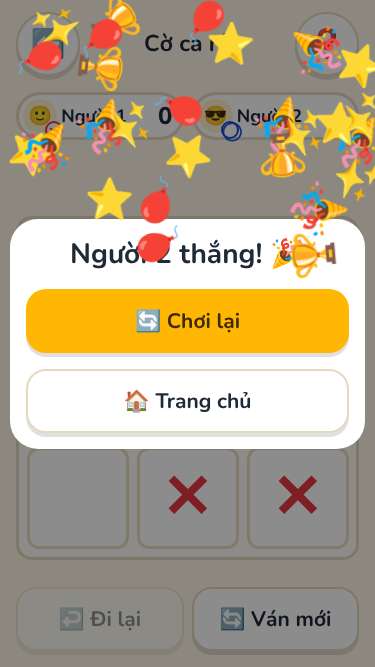 Cờ ca
Người 1
0
Người 2
Người 2 thắng!
Chơi lại
Trang chủ
Đi lại
Ván mới